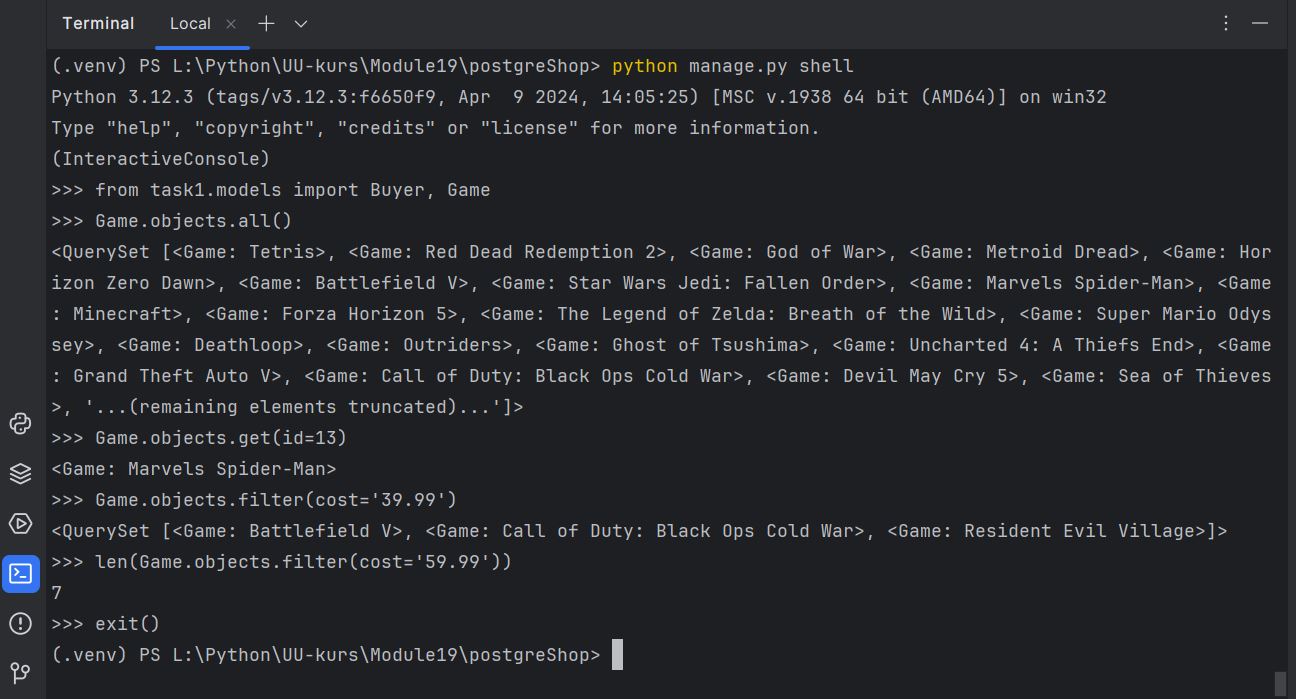 Terminal Local
(.venv) PS L:\Python\UU-kurs\Module19\postgreShop> python manage.py shell
Python 3.12.3 (tags/v3.12.3:f6650f9, Apr  9 2024, 14:05:25) [MSC v.1938 64 bit (AMD64)] on win32
Type "help", "copyright", "credits" or "license" for more information.
(InteractiveConsole)
>>> from task1.models import Buyer, Game
>>> Game.objects.all()
<QuerySet [<Game: Tetris>, <Game: Red Dead Redemption 2>, <Game: God of War>, <Game: Metroid Dread>, <Game: Hor
izon Zero Dawn>, <Game: Battlefield V>, <Game: Star Wars Jedi: Fallen Order>, <Game: Marvels Spider-Man>, <Game
: Minecraft>, <Game: Forza Horizon 5>, <Game: The Legend of Zelda: Breath of the Wild>, <Game: Super Mario Odys
sey>, <Game: Deathloop>, <Game: Outriders>, <Game: Ghost of Tsushima>, <Game: Uncharted 4: A Thiefs End>, <Game
: Grand Theft Auto V>, <Game: Call of Duty: Black Ops Cold War>, <Game: Devil May Cry 5>, <Game: Sea of Thieves
>, '...(remaining elements truncated)...']>
>>> Game.objects.get(id=13)
<Game: Marvels Spider-Man>
>>> Game.objects.filter(cost='39.99')
<QuerySet [<Game: Battlefield V>, <Game: Call of Duty: Black Ops Cold War>, <Game: Resident Evil Village>]>
>>> len(Game.objects.filter(cost='59.99'))
7
>>> exit()
(.venv) PS L:\Python\UU-kurs\Module19\postgreShop>